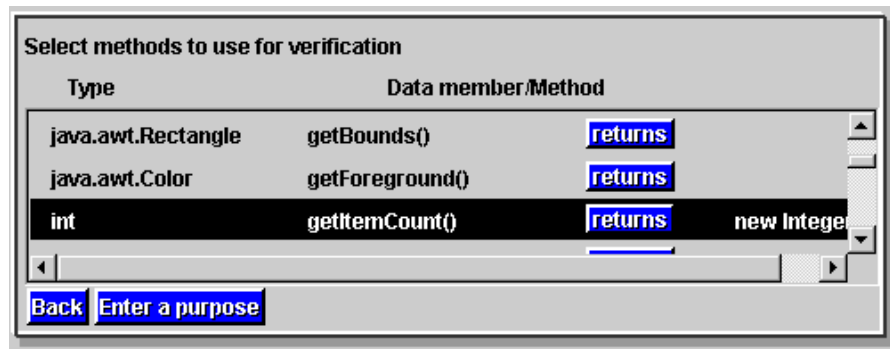 Select methods to use for verification
Type Data member/Method
java.awt.Rectangle getBounds() returns
java.awt.Color getForeground() returns
int getItemCount() returns new Integer
Back Enter a purpose